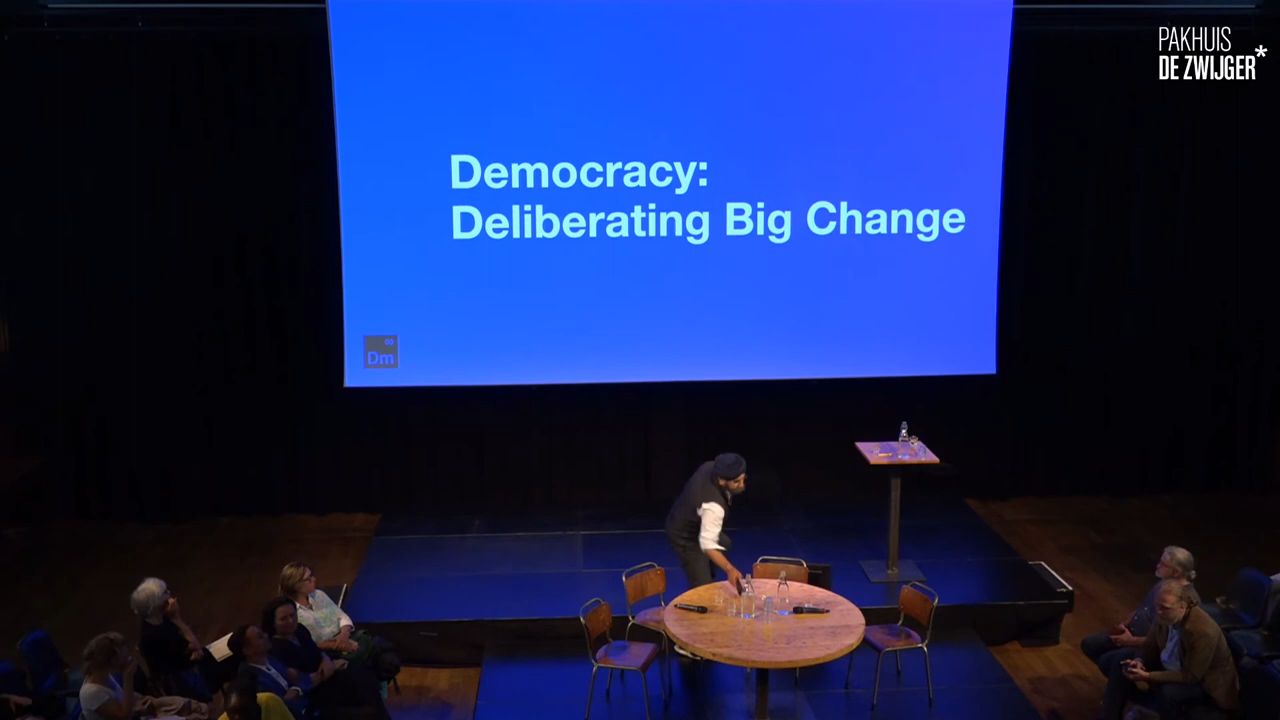 PAKHUIS
DE ZWIJGER*
Democracy:
Deliberating Big Change
Dm